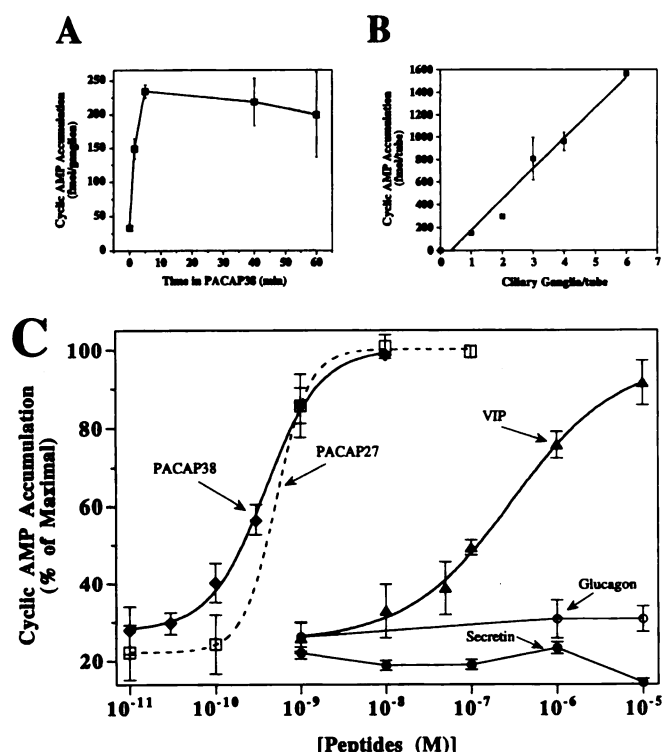 A
Cyclic AMP Accumulation
(fmol/ganglion)
250
200
150
100
50
0
0 10 20 30 40 50 60
Time in PACAP38 (min)
B
Cyclic AMP Accumulation
(fmol/tube)
1600
1400
1200
1000
800
600
400
200
0
0 1 2 3 4 5 6 7
Ciliary Ganglia/tube
C
Cyclic AMP Accumulation
(% of Maximal)
100
80
60
40
20
PACAP38
PACAP27
VIP
Glucagon
Secretin
10-11 10-10 10-9 10-8 10-7 10-6 10-5
[Peptides (M)]